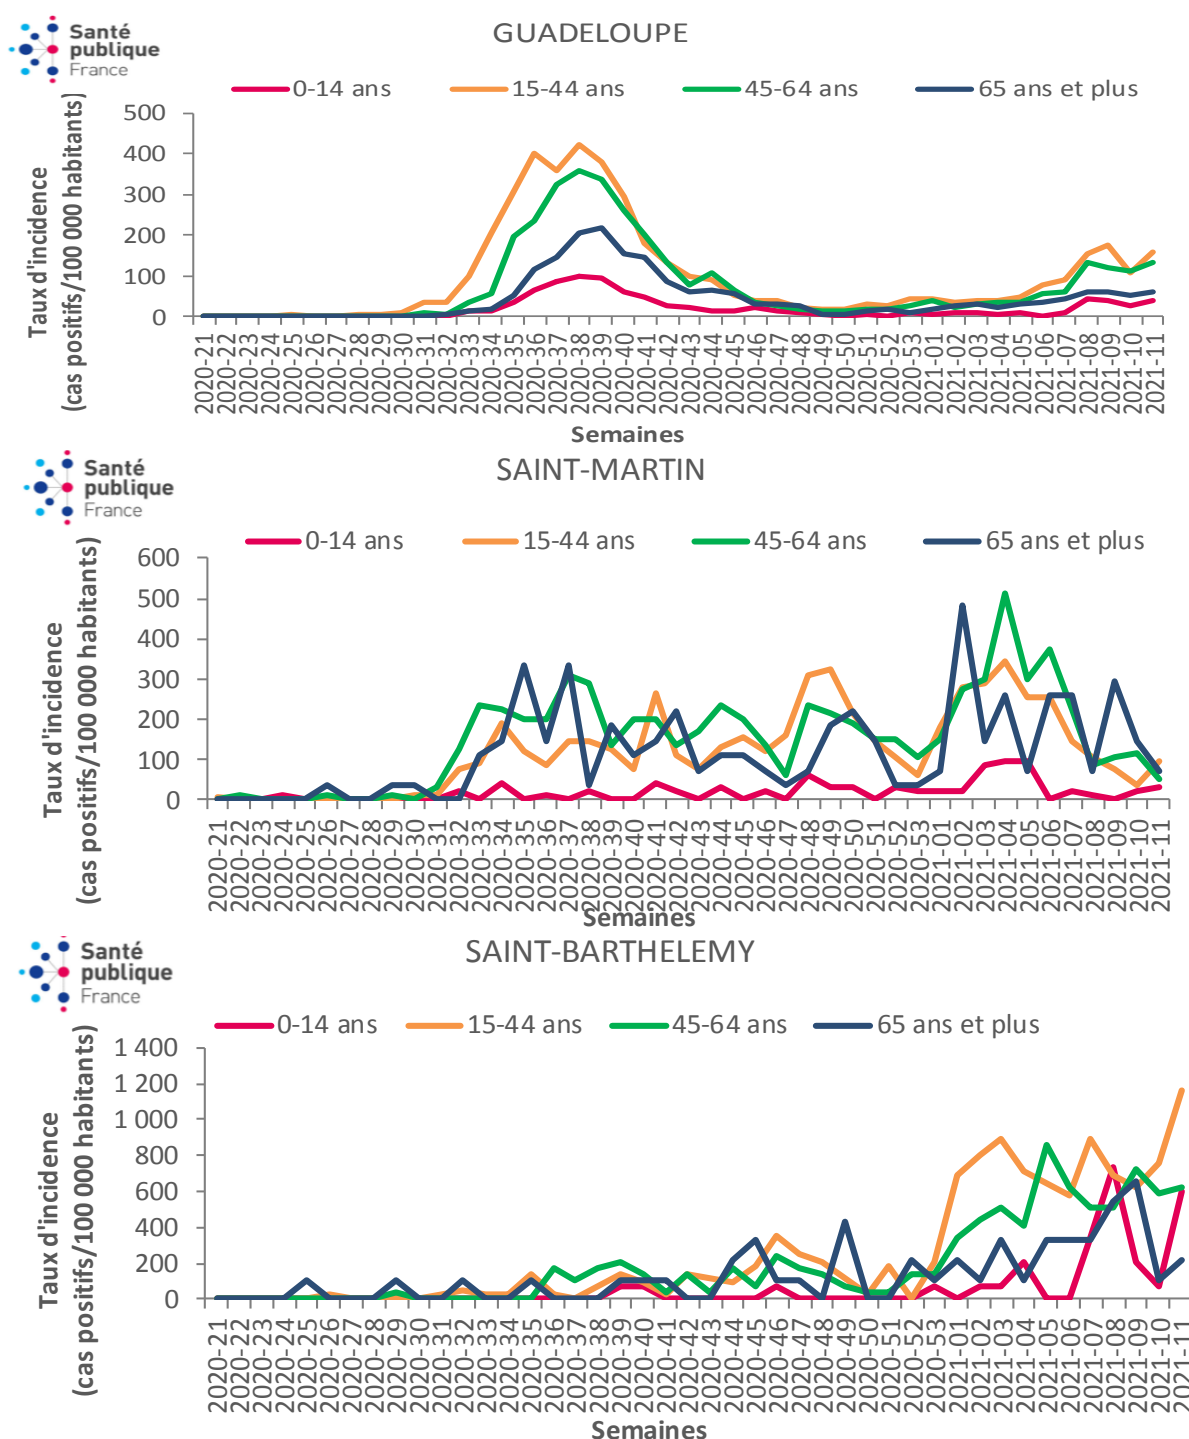 Santé
publique
France
GUADELOUPE
0-14 ans 15-44 ans 45-64 ans 65 ans et plus
Taux d'incidence
(cas positifs/100 000 habitants)
500
400
300
200
100
0
2020-21 2020-22 2020-23 2020-24 2020-25 2020-26 2020-27 2020-28 2020-29 2020-30 2020-31 2020-32 2020-33 2020-34 2020-35 2020-36 2020-37 2020-38 2020-39 2020-40 2020-41 2020-42 2020-43 2020-44 2020-45 2020-46 2020-47 2020-48 2020-49 2020-50 2020-51 2020-52 2020-53 2021-01 2021-02 2021-03 2021-04 2021-05 2021-06 2021-07 2021-08 2021-09 2021-10 2021-11
Semaines
Santé
publique
France
SAINT-MARTIN
0-14 ans 15-44 ans 45-64 ans 65 ans et plus
Taux d'incidence
(cas positifs/100 000 habitants)
600
500
400
300
200
100
0
2020-21 2020-22 2020-23 2020-24 2020-25 2020-26 2020-27 2020-28 2020-29 2020-30 2020-31 2020-32 2020-33 2020-34 2020-35 2020-36 2020-37 2020-38 2020-39 2020-40 2020-41 2020-42 2020-43 2020-44 2020-45 2020-46 2020-47 2020-48 2020-49 2020-50 2020-51 2020-52 2020-53 2021-01 2021-02 2021-03 2021-04 2021-05 2021-06 2021-07 2021-08 2021-09 2021-10 2021-11
Semaines
Santé
publique
France
SAINT-BARTHELEMY
0-14 ans 15-44 ans 45-64 ans 65 ans et plus
Taux d'incidence
(cas positifs/100 000 habitants)
1 400
1 200
1 000
800
600
400
200
0
2020-21 2020-22 2020-23 2020-24 2020-25 2020-26 2020-27 2020-28 2020-29 2020-30 2020-31 2020-32 2020-33 2020-34 2020-35 2020-36 2020-37 2020-38 2020-39 2020-40 2020-41 2020-42 2020-43 2020-44 2020-45 2020-46 2020-47 2020-48 2020-49 2020-50 2020-51 2020-52 2020-53 2021-01 2021-02 2021-03 2021-04 2021-05 2021-06 2021-07 2021-08 2021-09 2021-10 2021-11
Semaines